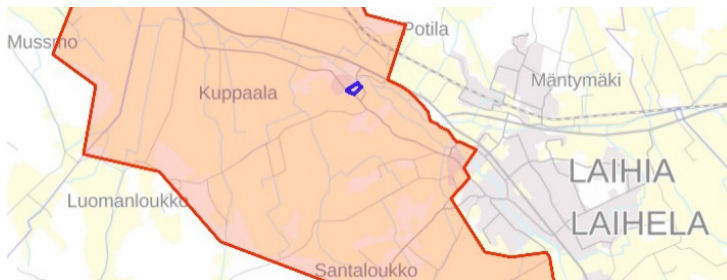 Potila
Mussmo
Mäntymäki
Kuppaala
LAIHIA
Luomanloukko
LAIHELA
Santaloukko